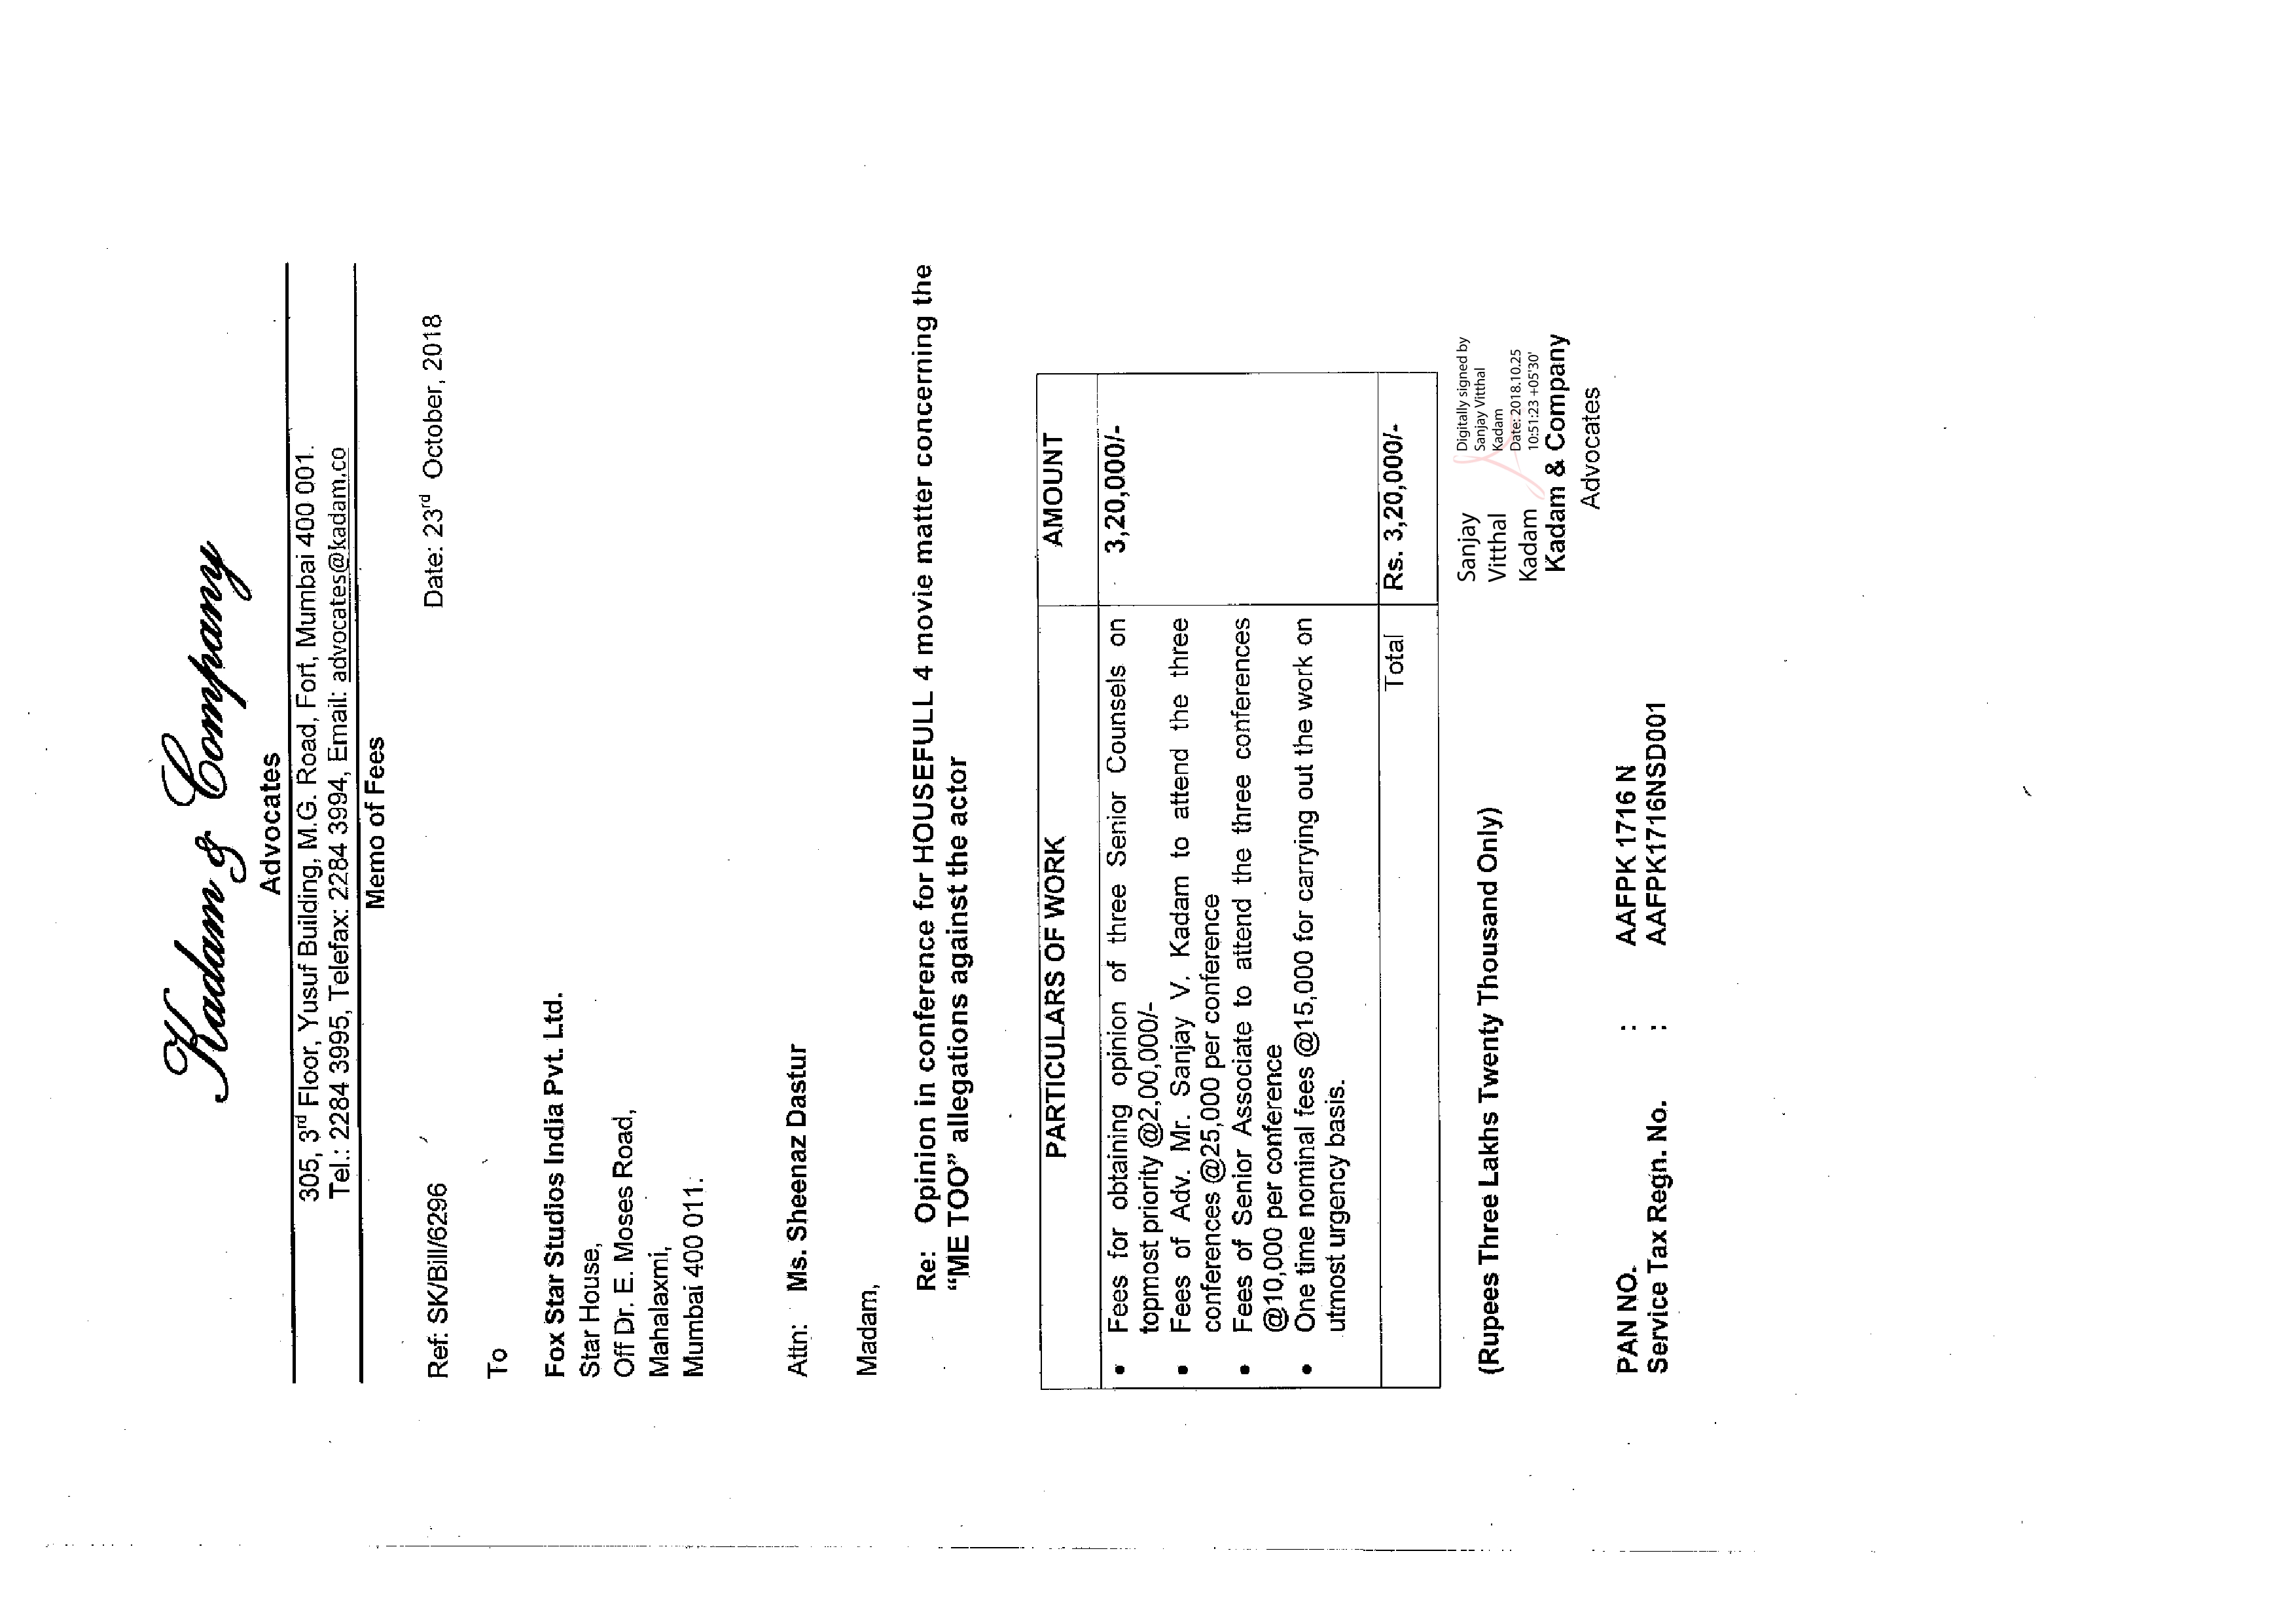 Kadam & Company
Advocates
305, 3rd Floor, Yusuf Building, M.G. Road, Fort, Mumbai 400 001.
Tel.: 2284 3995, Telefax: 2284 3994, Email: advocates@kadam.co
Memo of Fees
Ref: SK/Bill/6296 Date: 23rd October, 2018
To
Fox Star Studios India Pvt. Ltd.
Star House,
Off Dr. E. Moses Road,
Mahalaxmi,
Mumbai 400 011.
Attn: Ms. Sheenaz Dastur
Madam,
Re: Opinion in conference for HOUSEFULL 4 movie matter concerning the
"ME TOO" allegations against the actor
PARTICULARS OF WORK AMOUNT
• Fees for obtaining opinion of three Senior Counsels on 3,20,000/-
topmost priority @2,00,000/-
• Fees of Adv. Mr. Sanjay V. Kadam to attend the three
conferences @25,000 per conference
• Fees of Senior Associate to attend the three conferences
@10,000 per conference
• One time nominal fees @15,000 for carrying out the work on
utmost urgency basis.
Total Rs. 3,20,000/-
(Rupees Three Lakhs Twenty Thousand Only)
Sanjay
Vitthal
Kadam
Digitally signed by
Sanjay Vitthal
Kadam
Date: 2018.10.25
10:51:23 +05'30'
Kadam & Company
Advocates
PAN NO. : AAFPK 1716 N
Service Tax Regn. No. : AAFPK1716NSD001